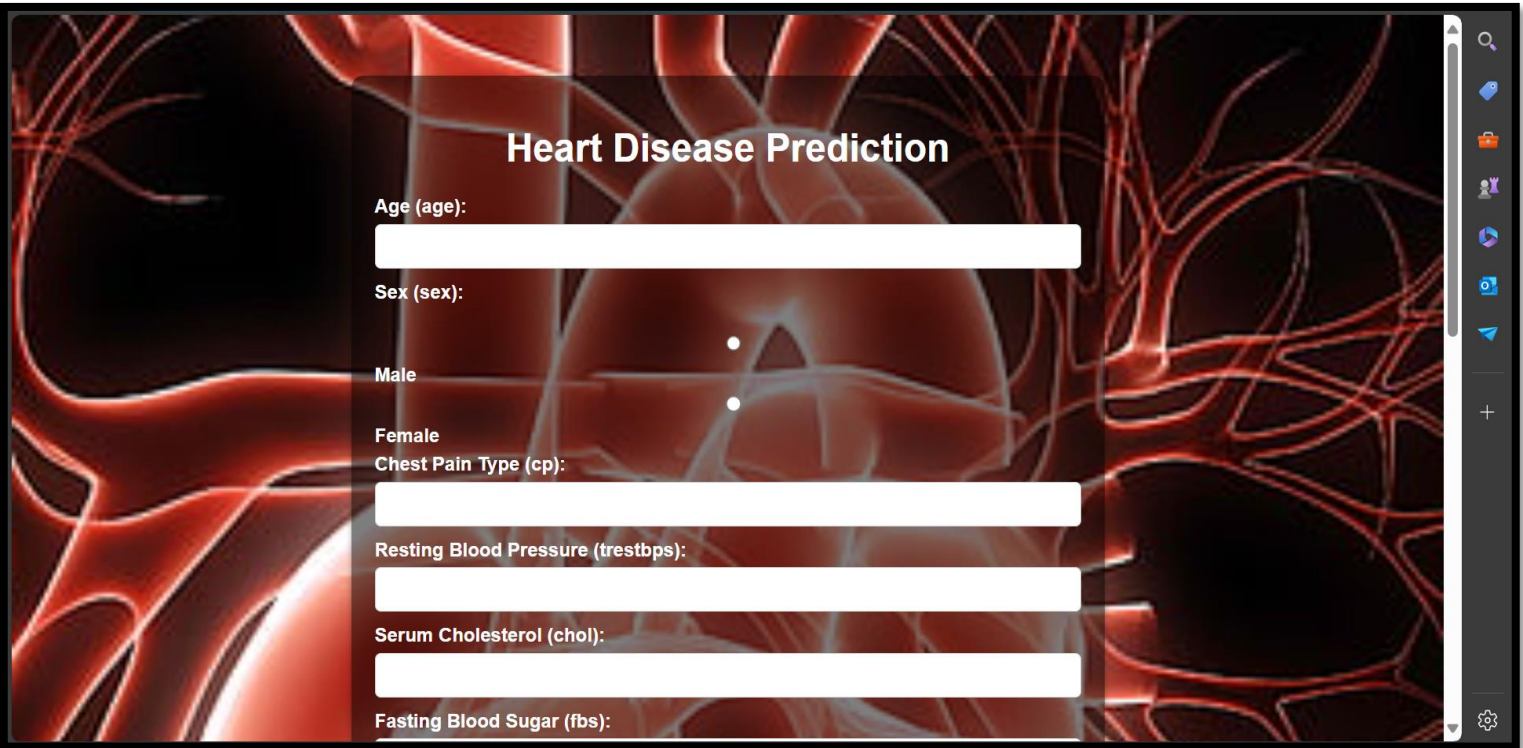 Heart Disease Prediction
Age (age):
Sex (sex):
Male
Female
Chest Pain Type (cp):
Resting Blood Pressure (trestbps):
Serum Cholesterol (chol):
Fasting Blood Sugar (fbs):